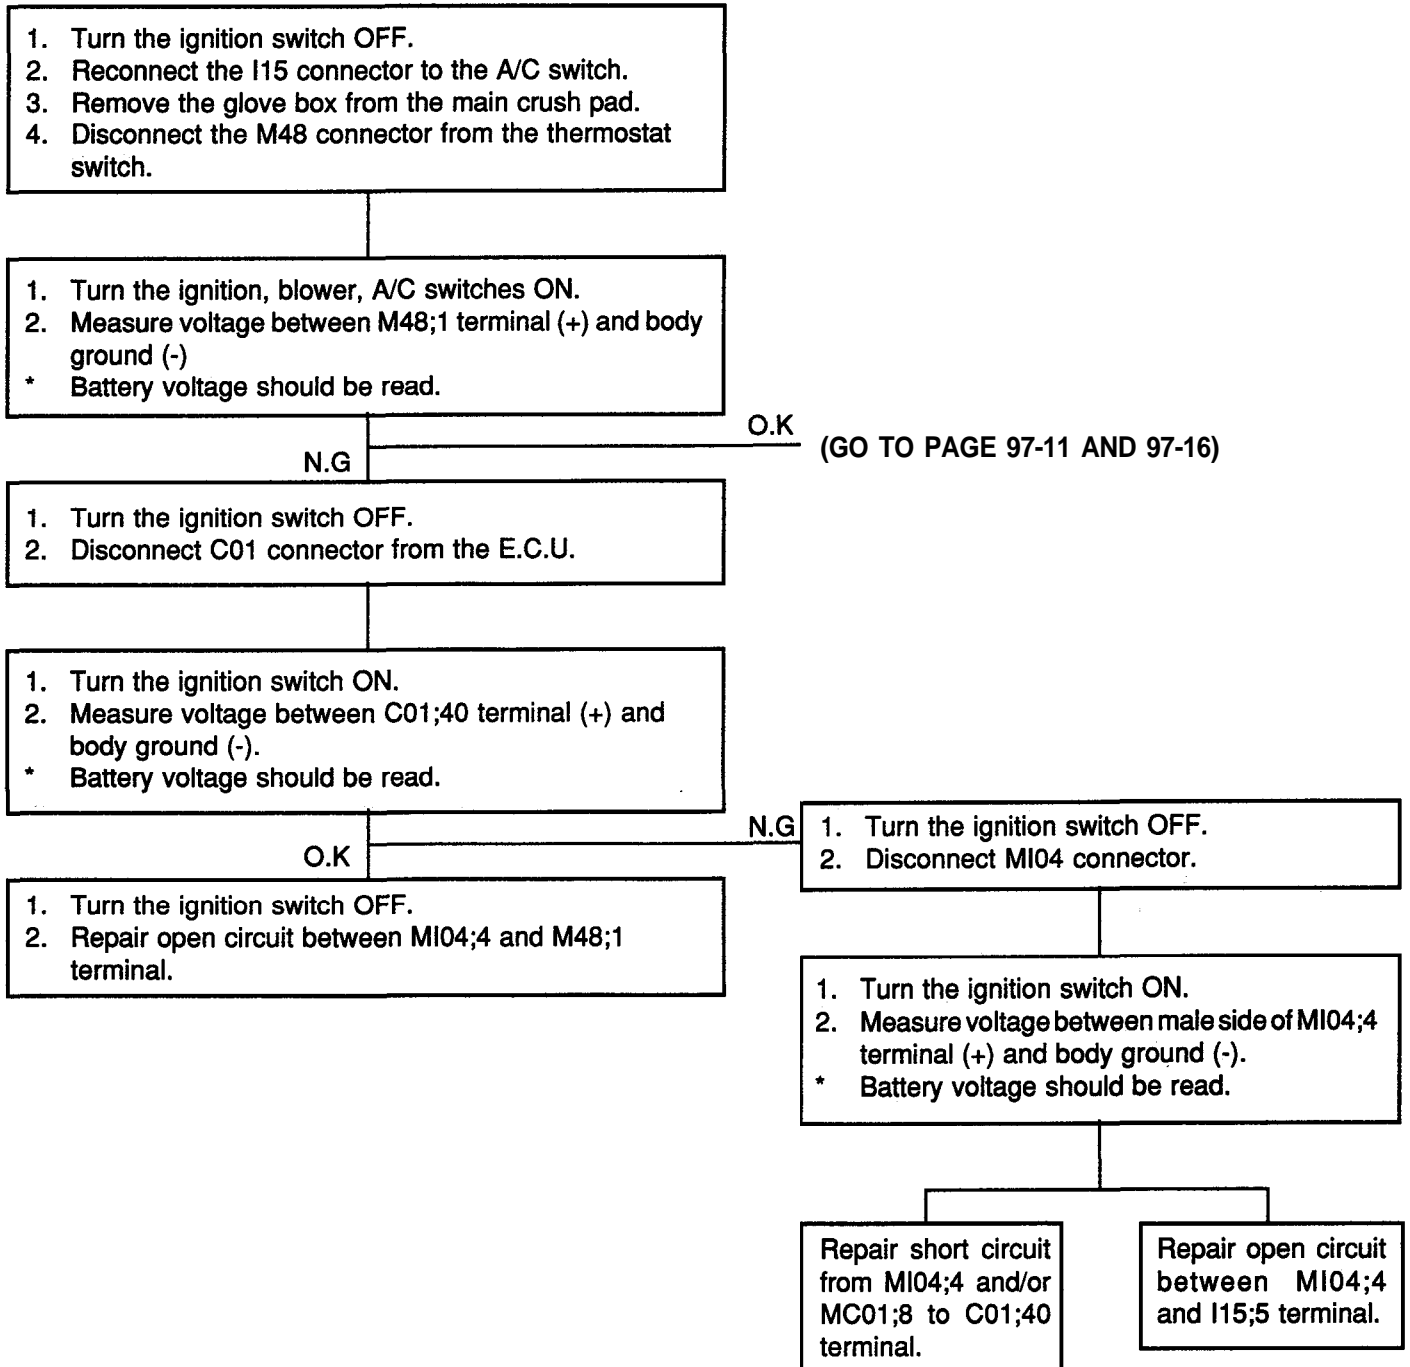 1. Turn the ignition switch OFF.
2. Reconnect the I15 connector to the A/C switch.
3. Remove the glove box from the main crush pad.
4. Disconnect the M48 connector from the thermostat
switch.
1. Turn the ignition, blower, A/C switches ON.
2. Measure voltage between M48;1 terminal (+) and body
ground (-)
* Battery voltage should be read.
O.K
(GO TO PAGE 97-11 AND 97-16)
N.G
1. Turn the ignition switch OFF.
2. Disconnect C01 connector from the E.C.U.
1. Turn the ignition switch ON.
2. Measure voltage between C01;40 terminal (+) and
body ground (-).
* Battery voltage should be read.
N.G
1. Turn the ignition switch OFF.
2. Disconnect MI04 connector.
O.K
1. Turn the ignition switch OFF.
2. Repair open circuit between MI04;4 and M48;1
terminal.
1. Turn the ignition switch ON.
2. Measure voltage between male side of MI04;4
terminal (+) and body ground (-).
* Battery voltage should be read.
Repair short circuit
from MI04;4 and/or
MC01;8 to C01;40
terminal.
Repair open circuit
between MI04;4
and I15;5 terminal.